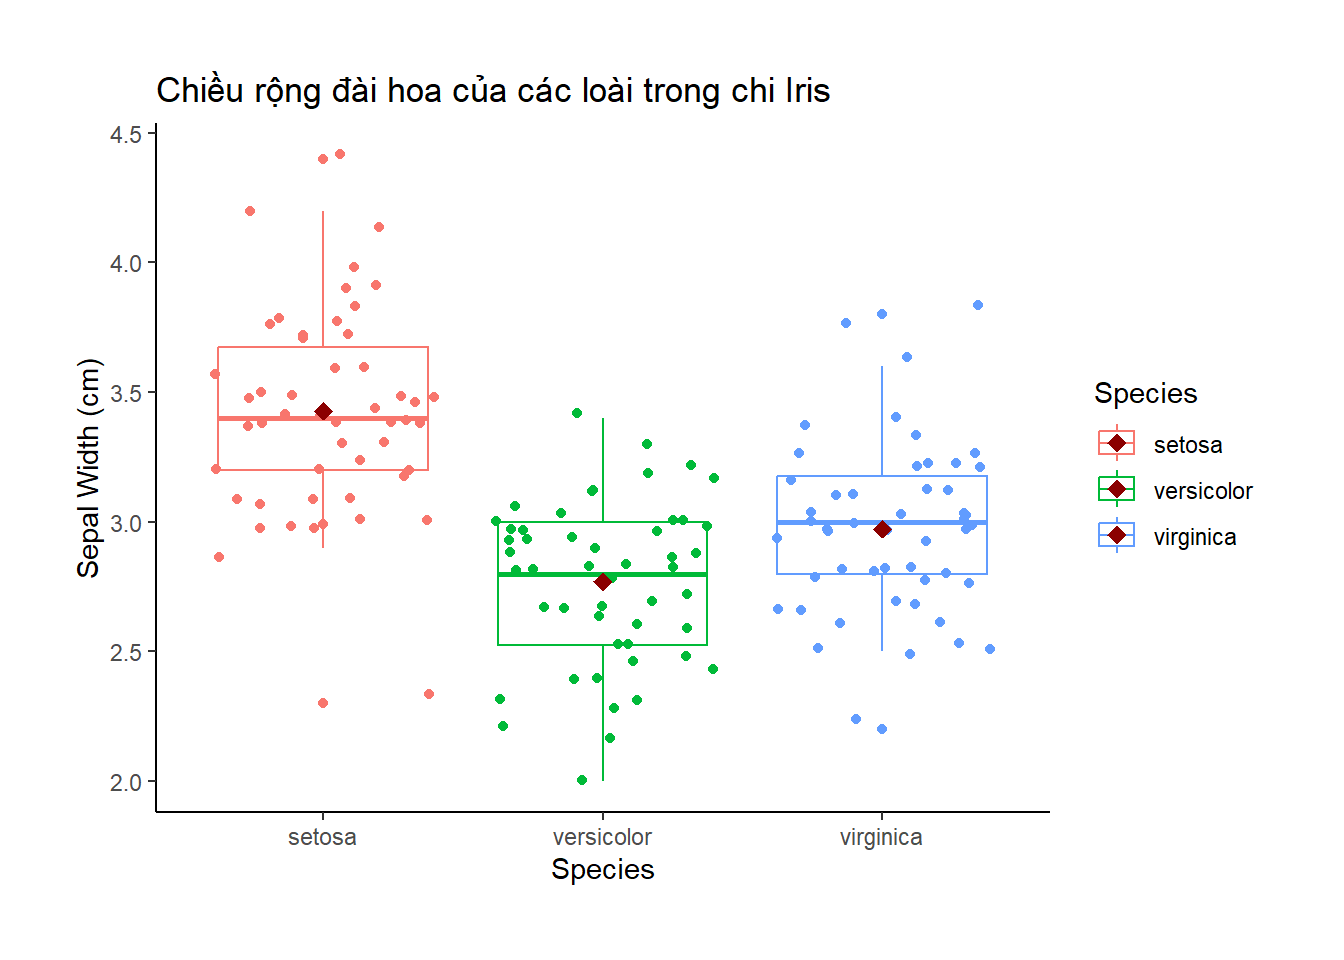 Chiều rộng đài hoa của các loài trong chi Iris
4.5
4.0
3.5
3.0
2.5
2.0
Sepal Width (cm)
setosa versicolor virginica
Species
Species
setosa
versicolor
virginica